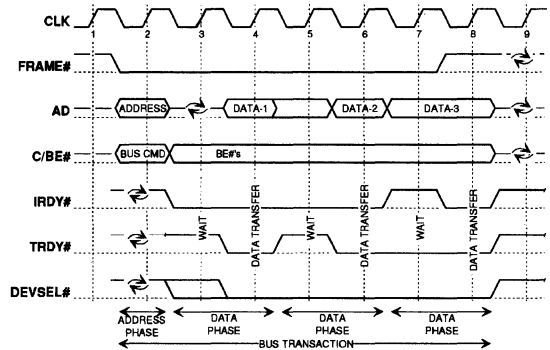 CLK
1 2 3 4 5 6 7 8 9
FRAME#
AD
ADDRESS DATA-1 DATA-2 DATA-3
C/BE#
BUS CMD BE#'s
IRDY#
WAIT DATA TRANSFER WAIT DATA TRANSFER WAIT DATA TRANSFER
TRDY#
DEVSEL#
ADDRESS PHASE
DATA PHASE
DATA PHASE
DATA PHASE
BUS TRANSACTION